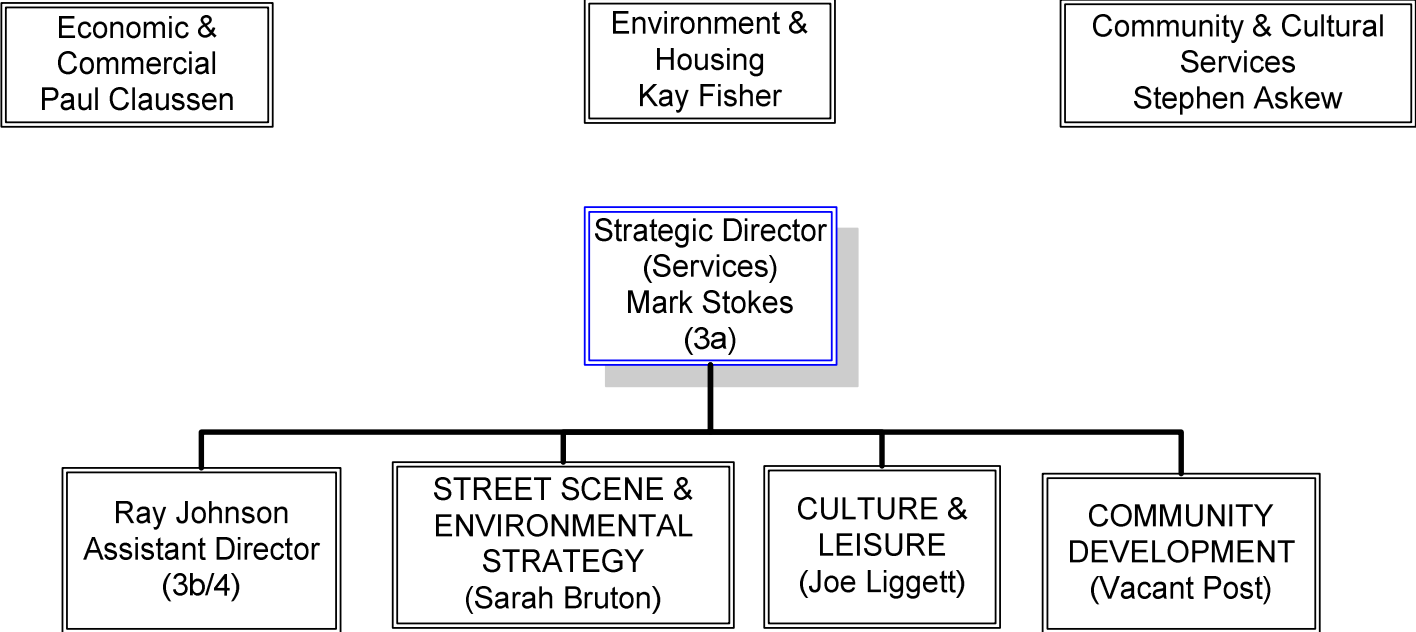 Economic &
Commercial
Paul Claussen
Environment &
Housing
Kay Fisher
Community & Cultural
Services
Stephen Askew
Strategic Director
(Services)
Mark Stokes
(3a)
Ray Johnson
Assistant Director
(3b/4)
STREET SCENE &
ENVIRONMENTAL
STRATEGY
(Sarah Bruton)
CULTURE &
LEISURE
(Joe Liggett)
COMMUNITY
DEVELOPMENT
(Vacant Post)